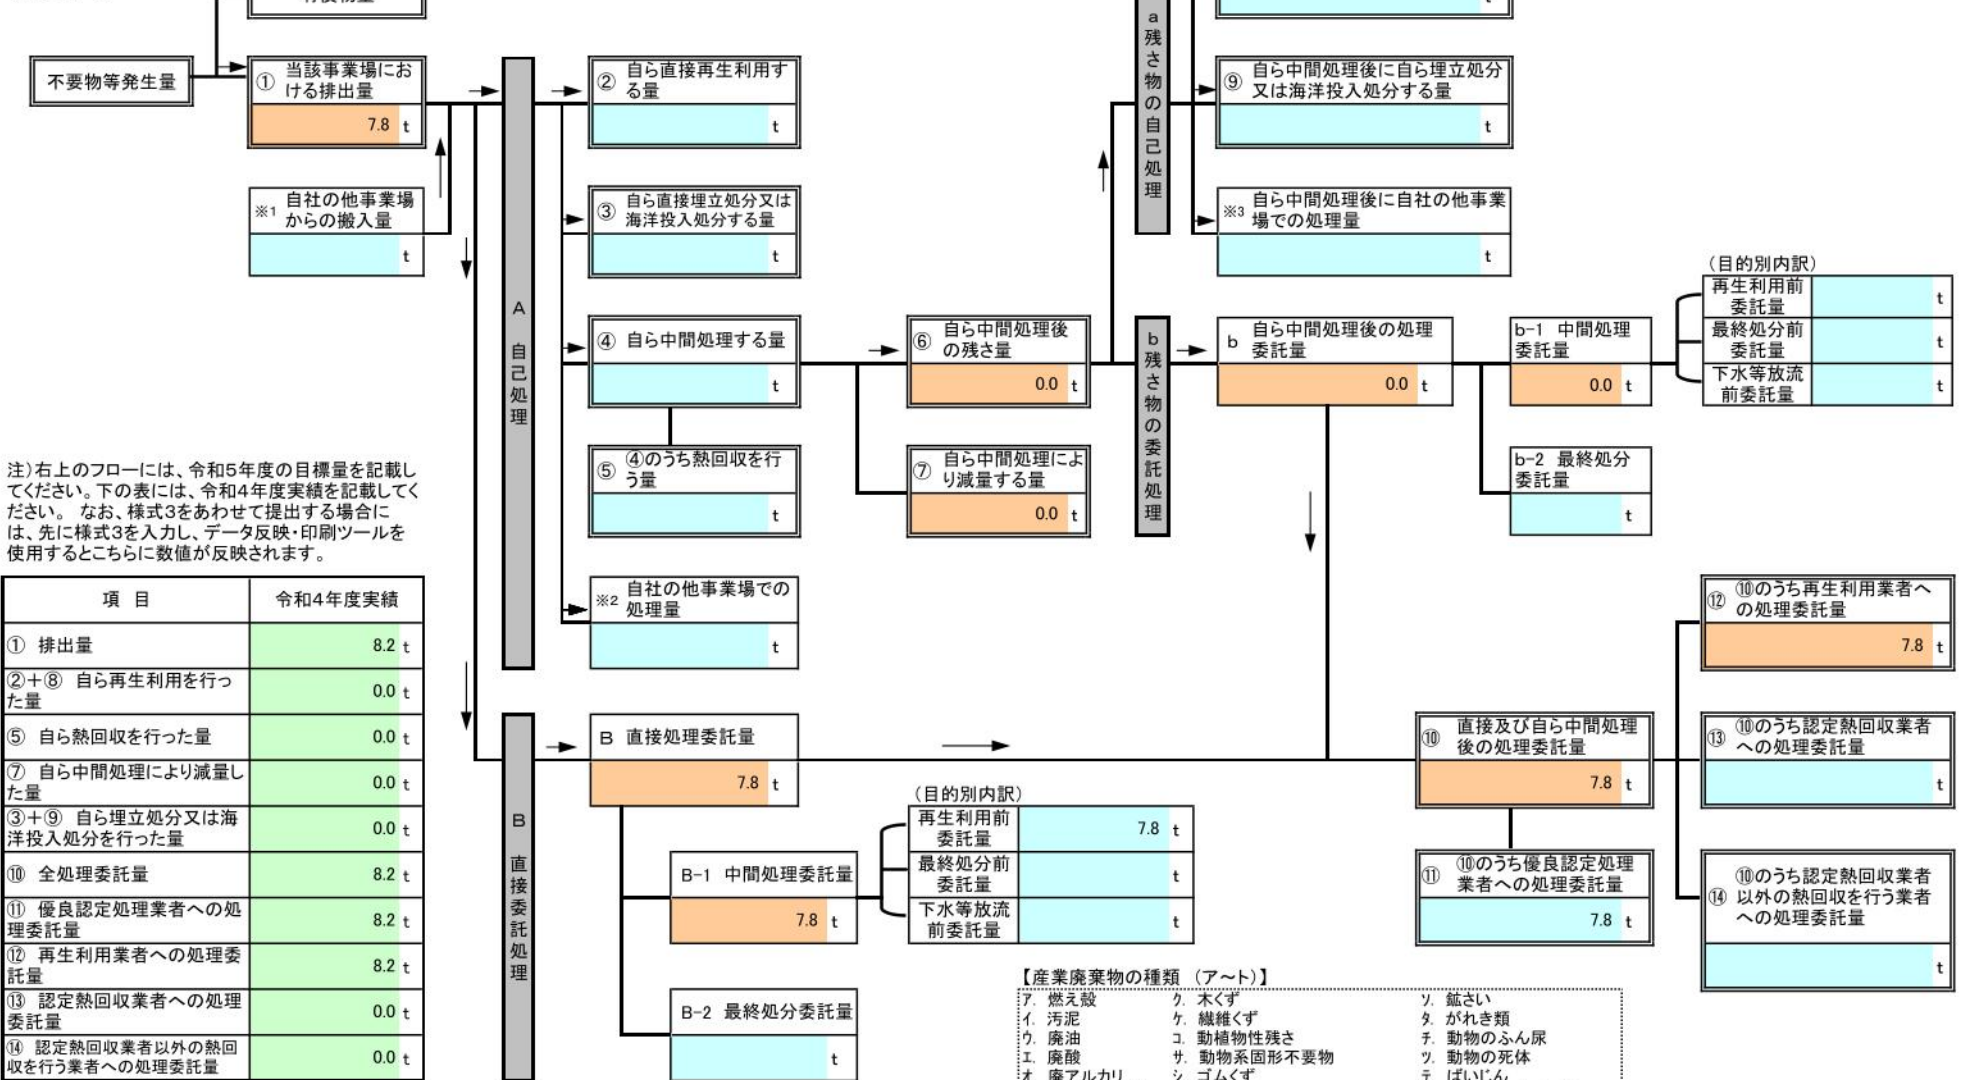 不要物等発生量
① 当該事業場にお
ける排出量
7.8 t
※1 自社の他事業場
からの搬入量
t
A 自己処理
② 自ら直接再生利用す
る量
t
③ 自ら直接埋立処分又は
海洋投入処分する量
t
④ 自ら中間処理する量
t
⑤ ④のうち熱回収を行
う量
t
※2 自社の他事業場での
処理量
t
⑥ 自ら中間処理後
の残さ量
0.0 t
⑦ 自ら中間処理によ
り減量する量
0.0 t
a 残さ物の自己処理
t
⑨ 自ら中間処理後に自ら埋立処分
又は海洋投入処分する量
t
※3 自ら中間処理後に自社の他事業
場での処理量
t
b 残さ物の委託処理
b 自ら中間処理後の処理
委託量
0.0 t
b-1 中間処理
委託量
0.0 t
(目的別内訳)
再生利用前
委託量
t
最終処分前
委託量
t
下水等放流
前委託量
t
b-2 最終処分
委託量
t
注)右上のフローには、令和5年度の目標量を記載し
てください。下の表には、令和4年度実績を記載してく
ださい。 なお、様式3をあわせて提出する場合に
は、先に様式3を入力し、データ反映・印刷ツールを
使用するとこちらに数値が反映されます。
項 目 令和4年度実績
① 排出量 8.2 t
②+⑧ 自ら再生利用を行っ
た量 0.0 t
⑤ 自ら熱回収を行った量 0.0 t
⑦ 自ら中間処理により減量し
た量 0.0 t
③+⑨ 自ら埋立処分又は海
洋投入処分を行った量 0.0 t
⑩ 全処理委託量 8.2 t
⑪ 優良認定処理業者への処
理委託量 8.2 t
⑫ 再生利用業者への処理委
託量 8.2 t
⑬ 認定熱回収業者への処理
委託量 0.0 t
⑭ 認定熱回収業者以外の熱回
収を行う業者への処理委託量 0.0 t
B 直接委託処理
B 直接処理委託量
7.8 t
B-1 中間処理委託量
7.8 t
(目的別内訳)
再生利用前
委託量
7.8 t
最終処分前
委託量
t
下水等放流
前委託量
t
B-2 最終処分委託量
t
⑩ 直接及び自ら中間処理
後の処理委託量
7.8 t
⑪ ⑩のうち優良認定処理
業者への処理委託量
7.8 t
⑫ ⑩のうち再生利用業者へ
の処理委託量
7.8 t
⑬ ⑩のうち認定熱回収業者
への処理委託量
t
⑭ ⑩のうち認定熱回収業者
以外の熱回収を行う業者
への処理委託量
t
【産業廃棄物の種類 (ア~ト)】
ア. 燃え殻 ク. 木くず ソ. 鉱さい
イ. 汚泥 ケ. 繊維くず タ. がれき類
ウ. 廃油 コ. 動植物性残さ チ. 動物のふん尿
エ. 廃酸 サ. 動物系固形不要物 ツ. 動物の死体
オ. 廃アルカリ シ. ゴムくず テ. ばいじん